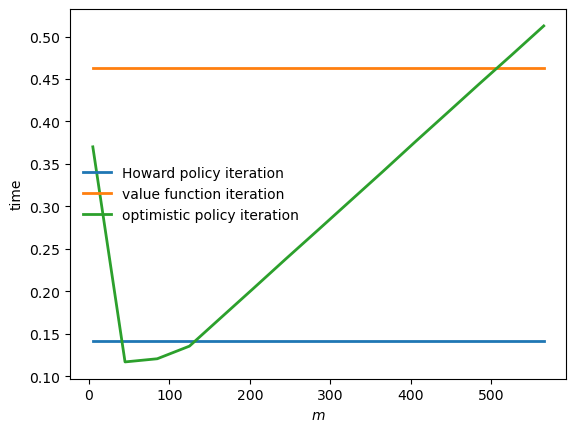 0.50
0.45
0.40
0.35
0.30
0.25
0.20
0.15
0.10
time
Howard policy iteration
value function iteration
optimistic policy iteration
0 100 200 300 400 500
m